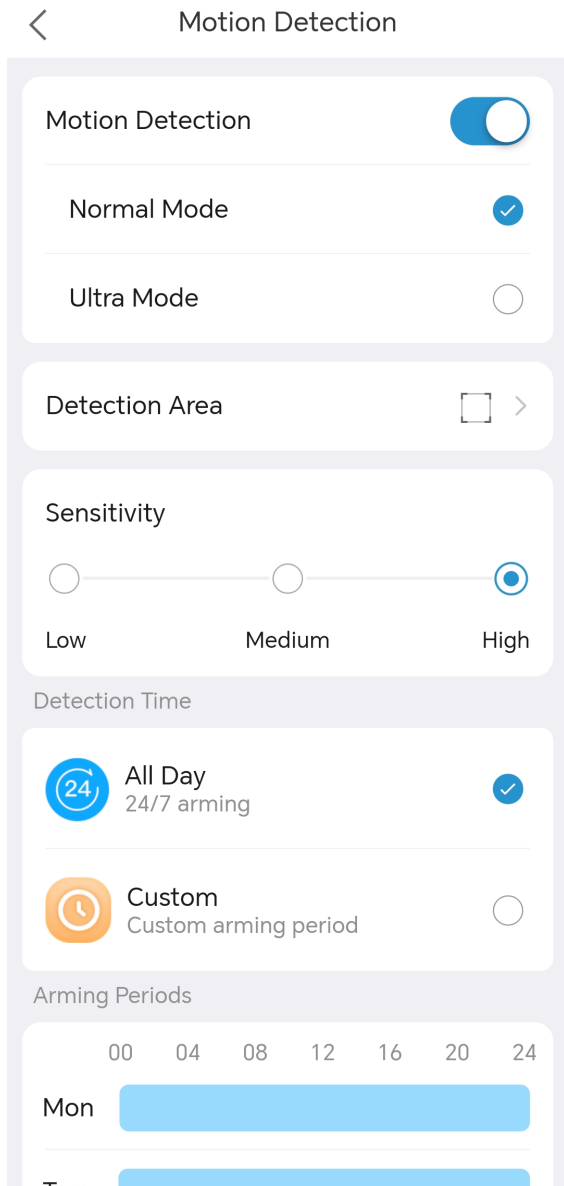 Motion Detection
Motion Detection
Normal Mode
Ultra Mode
Detection Area
Sensitivity
Low Medium High
Detection Time
24
All Day
24/7 arming
Custom
Custom arming period
Arming Periods
00 04 08 12 16 20 24
Mon